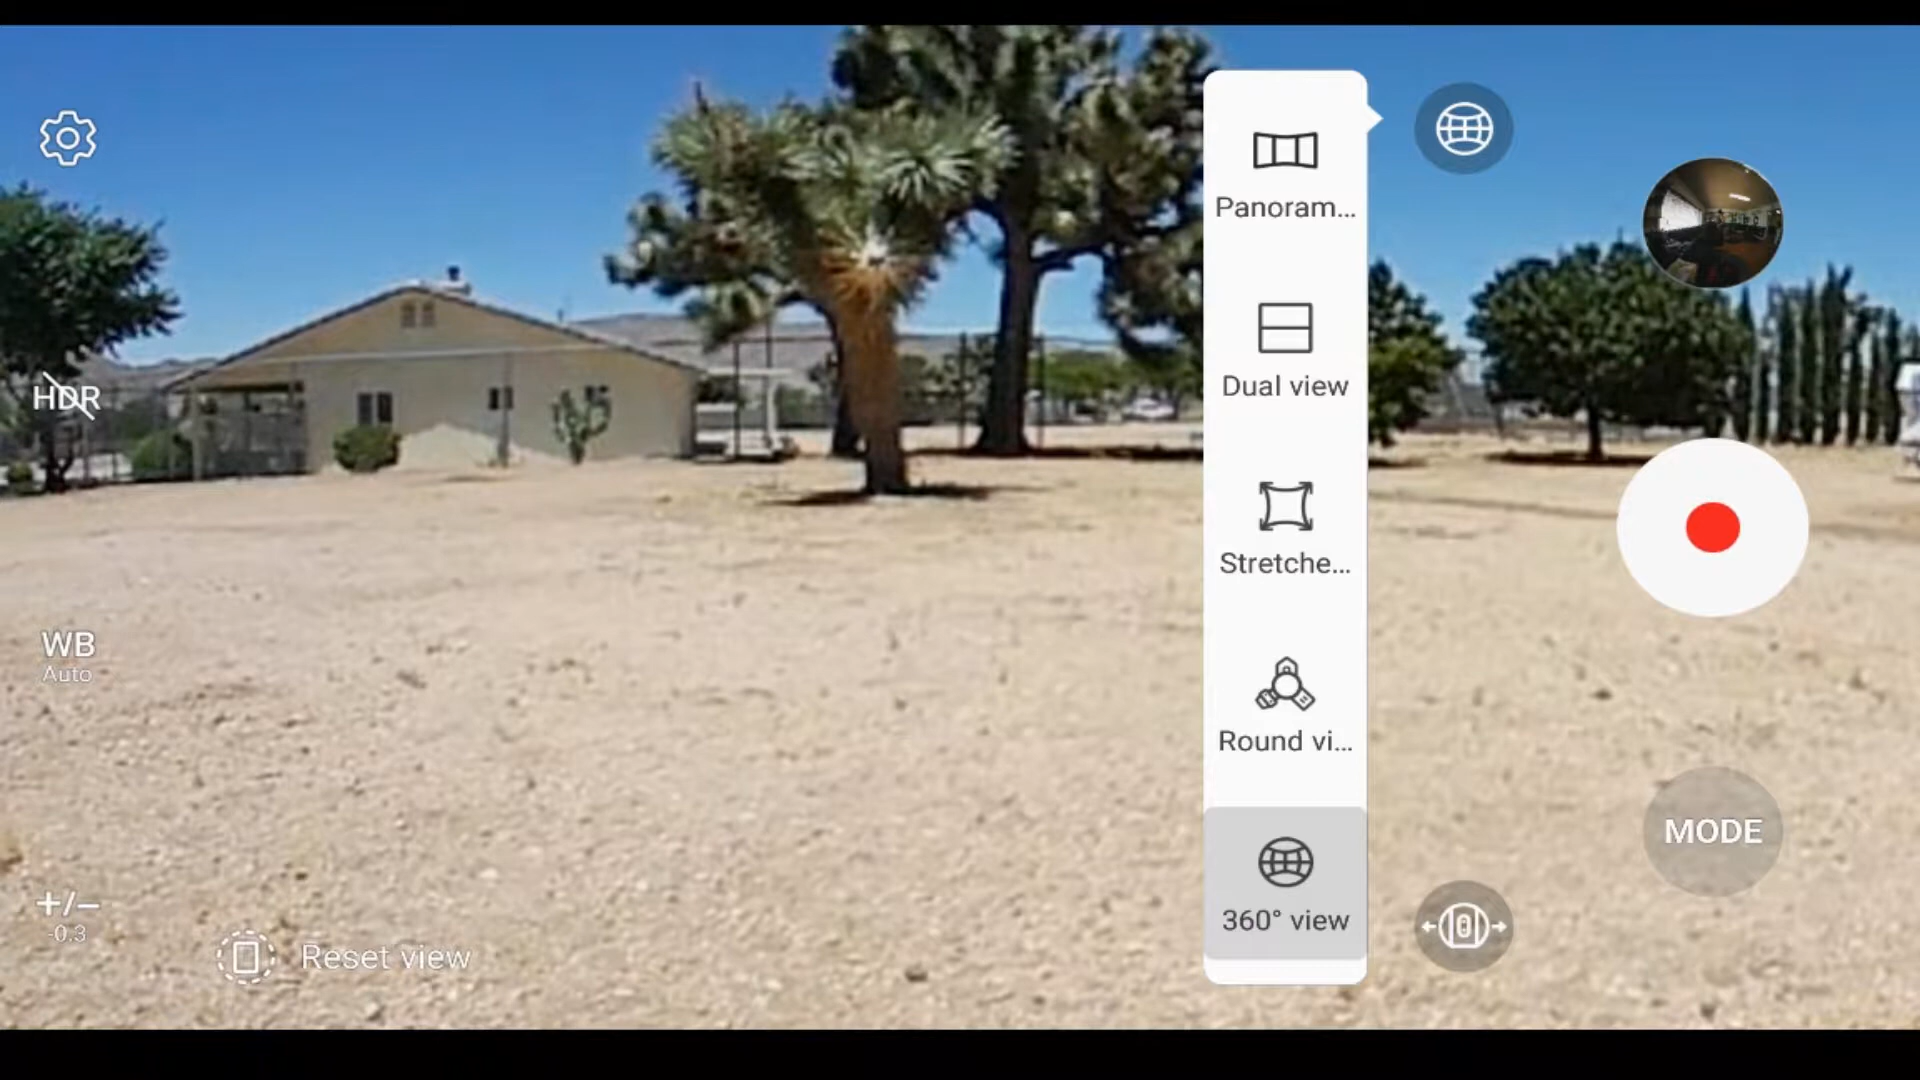 HDR
WB
Auto
+/−
-0.3
Reset view
Panoram...
Dual view
Stretche...
Round vi...
360° view
MODE